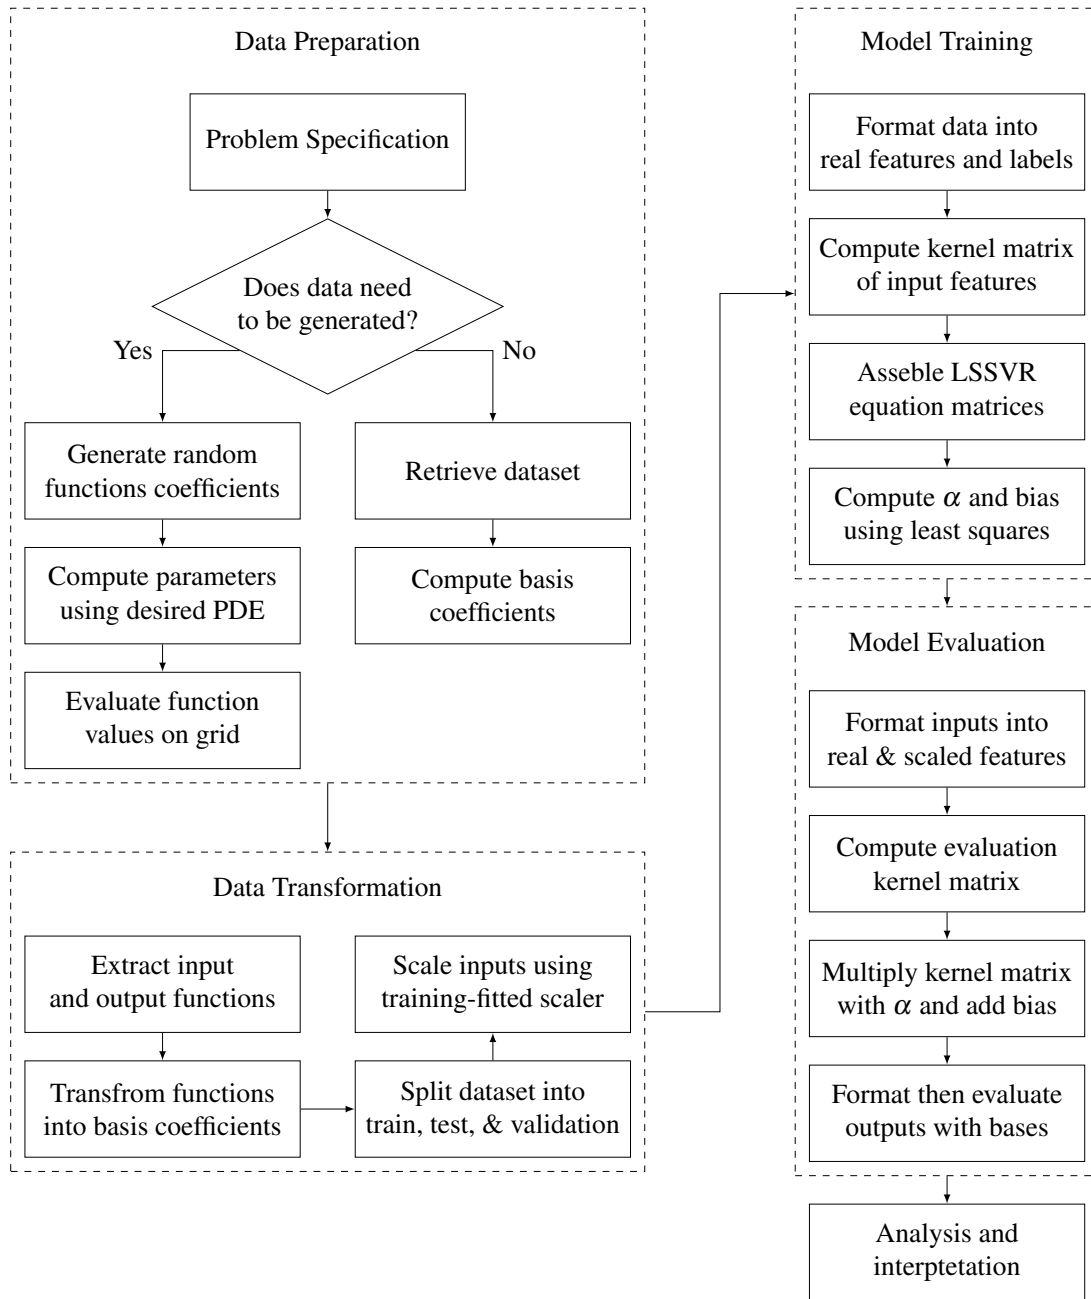 Data Preparation
Problem Specification
Does data need
to be generated?
Yes
No
Generate random
functions coefficients
Compute parameters
using desired PDE
Evaluate function
values on grid
Retrieve dataset
Compute basis
coefficients
Data Transformation
Extract input
and output functions
Transfrom functions
into basis coefficients
Split dataset into
train, test, & validation
Scale inputs using
training-fitted scaler
Model Training
Format data into
real features and labels
Compute kernel matrix
of input features
Asseble LSSVR
equation matrices
Compute α and bias
using least squares
Model Evaluation
Format inputs into
real & scaled features
Compute evaluation
kernel matrix
Multiply kernel matrix
with α and add bias
Format then evaluate
outputs with bases
Analysis and
interptetation